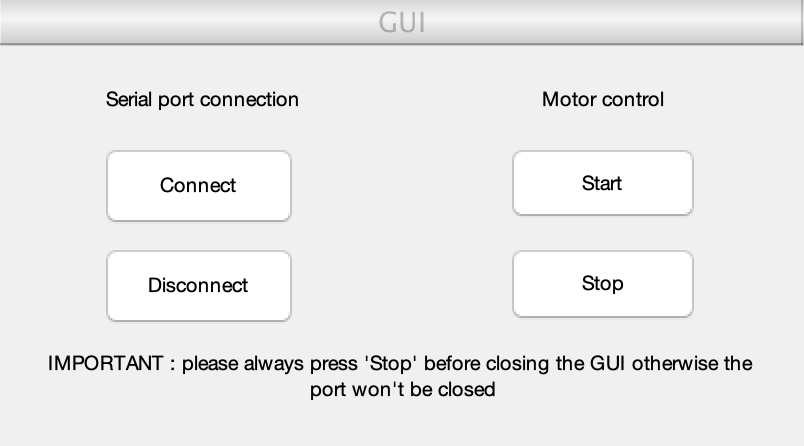 GUI
Serial port connection
Motor control
Connect
Start
Disconnect
Stop
IMPORTANT : please always press 'Stop' before closing the GUI otherwise the
port won't be closed